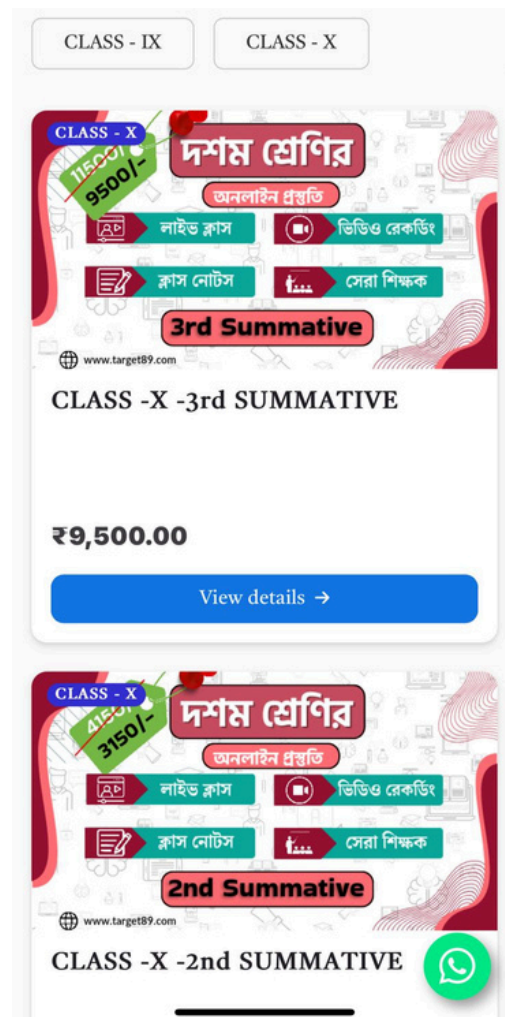 CLASS - IX
CLASS - X
CLASS - X
11500/-
9500/-
দশম শ্রেণির
অনলাইন প্রস্তুতি
লাইভ ক্লাস
ভিডিও রেকর্ডিং
ক্লাস নোটস
সেরা শিক্ষক
3rd Summative
www.target89.com
CLASS -X -3rd SUMMATIVE
₹9,500.00
View details →
CLASS - X
3150/-
দশম শ্রেণির
অনলাইন প্রস্তুতি
লাইভ ক্লাস
ভিডিও রেকর্ডিং
ক্লাস নোটস
সেরা শিক্ষক
2nd Summative
www.target89.com
CLASS -X -2nd SUMMATIVE